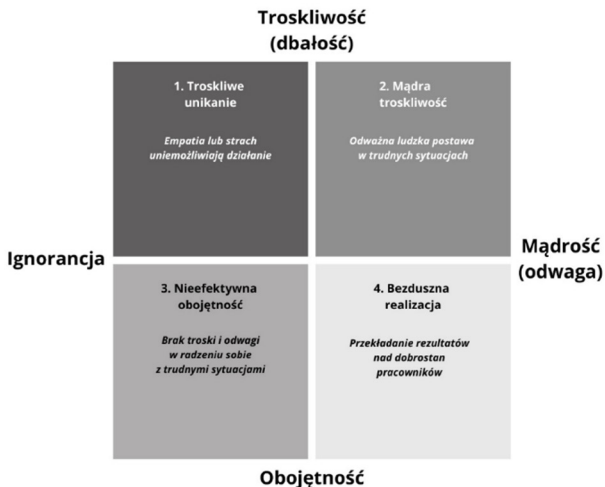 Troskliwość
(dbałość)
1. Troskliwe
unikanie
Empatia lub strach
uniemożliwiają działanie
2. Mądra
troskliwość
Odważna ludzka postawa
w trudnych sytuacjach
Ignorancja
Mądrość
(odwaga)
3. Nieefektywna
obojętność
Brak troski i odwagi
w radzeniu sobie
z trudnymi sytuacjami
4. Bezduszna
realizacja
Przekładanie rezultatów
nad dobrostan
pracowników
Obojętność